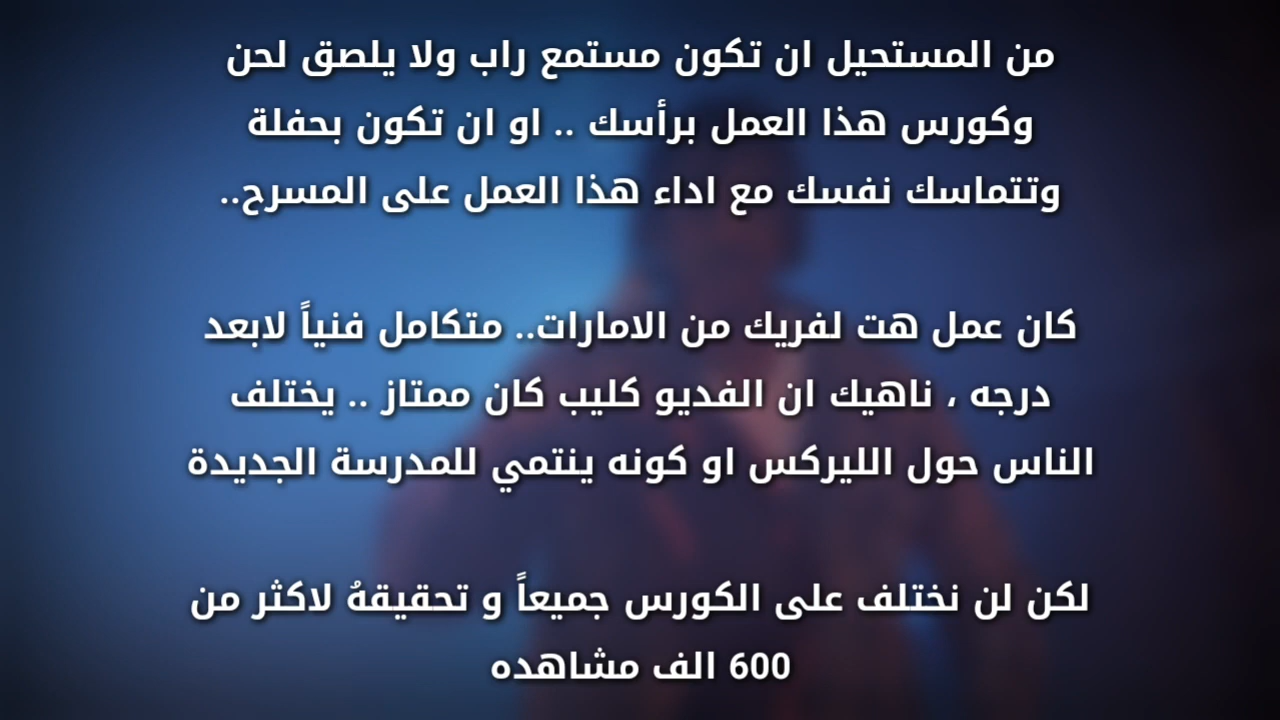 من المستحيل ان تكون مستمع راب ولا يلصق لحن
وكورس هذا العمل برأسك .. او ان تكون بحفلة
وتتماسك نفسك مع اداء هذا العمل على المسرح..
كان عمل هت لفريك من الامارات.. متكامل فنياً لابعد
درجه ، ناهيك ان الفديو كليب كان ممتاز .. يختلف
الناس حول الليركس او كونه ينتمي للمدرسة الجديدة
لكن لن نختلف على الكورس جميعاً و تحقيقهُ لاكثر من
600 الف مشاهده